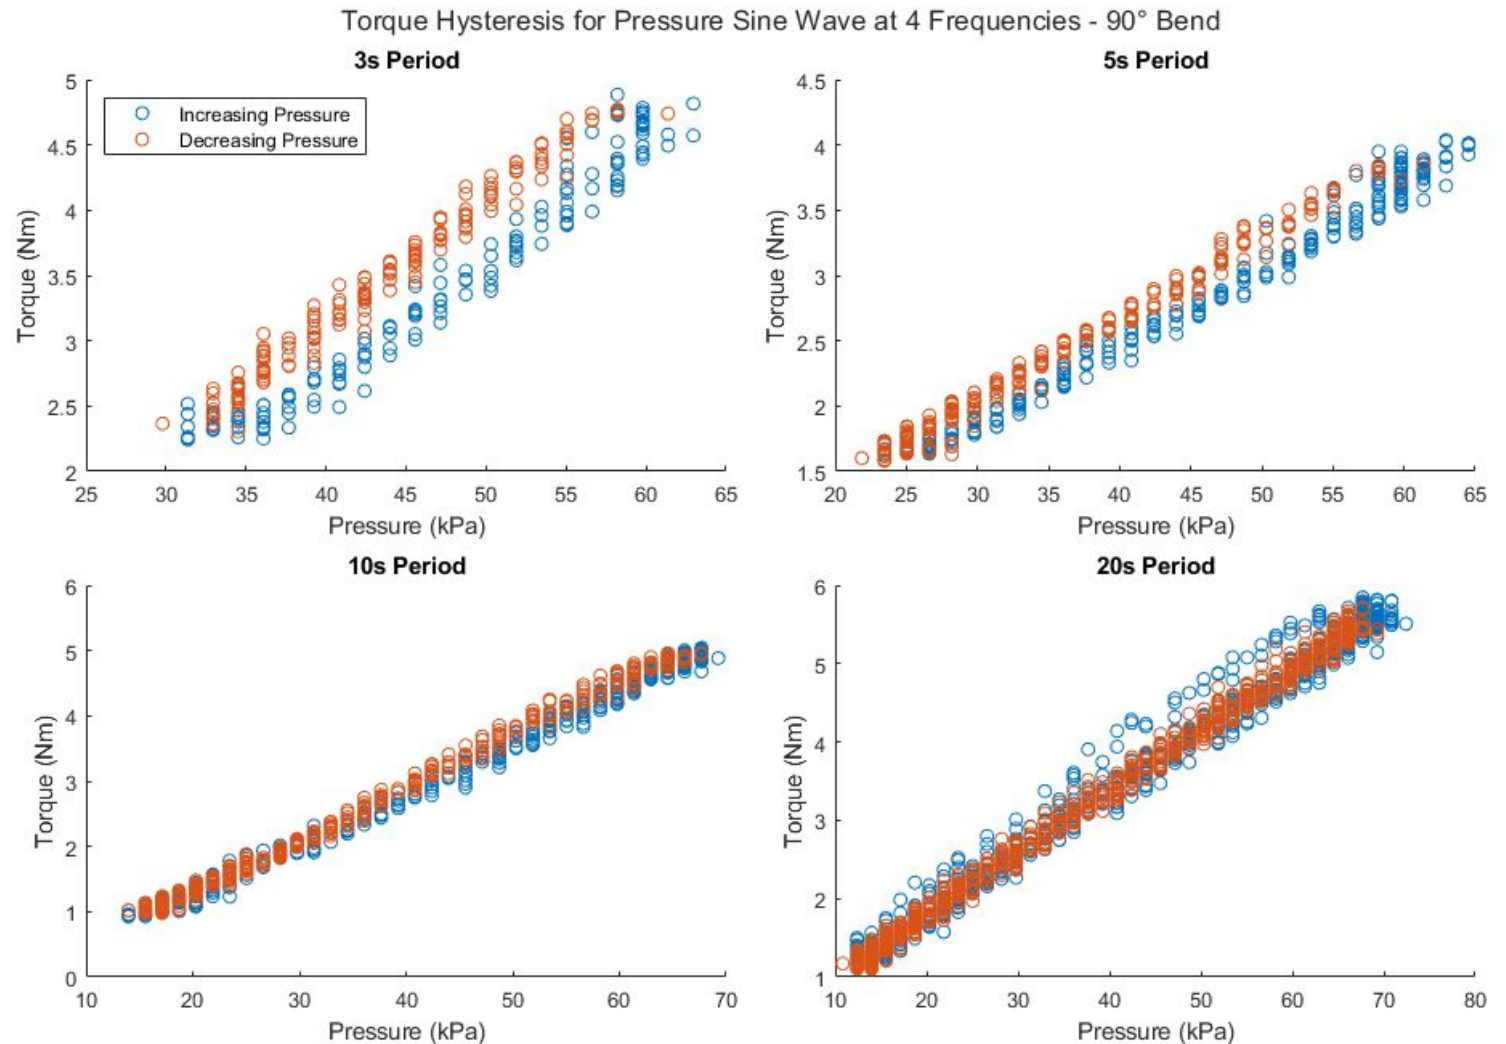 Torque Hysteresis for Pressure Sine Wave at 4 Frequencies - 90° Bend
3s Period
5
4.5
4
3.5
3
2.5
2
Torque (Nm)
Increasing Pressure
Decreasing Pressure
25 30 35 40 45 50 55 60 65
Pressure (kPa)
5s Period
4.5
4
3.5
3
2.5
2
1.5
Torque (Nm)
20 25 30 35 40 45 50 55 60 65
Pressure (kPa)
10s Period
6
5
4
3
2
1
0
Torque (Nm)
10 20 30 40 50 60 70
Pressure (kPa)
20s Period
6
5
4
3
2
1
Torque (Nm)
10 20 30 40 50 60 70 80
Pressure (kPa)